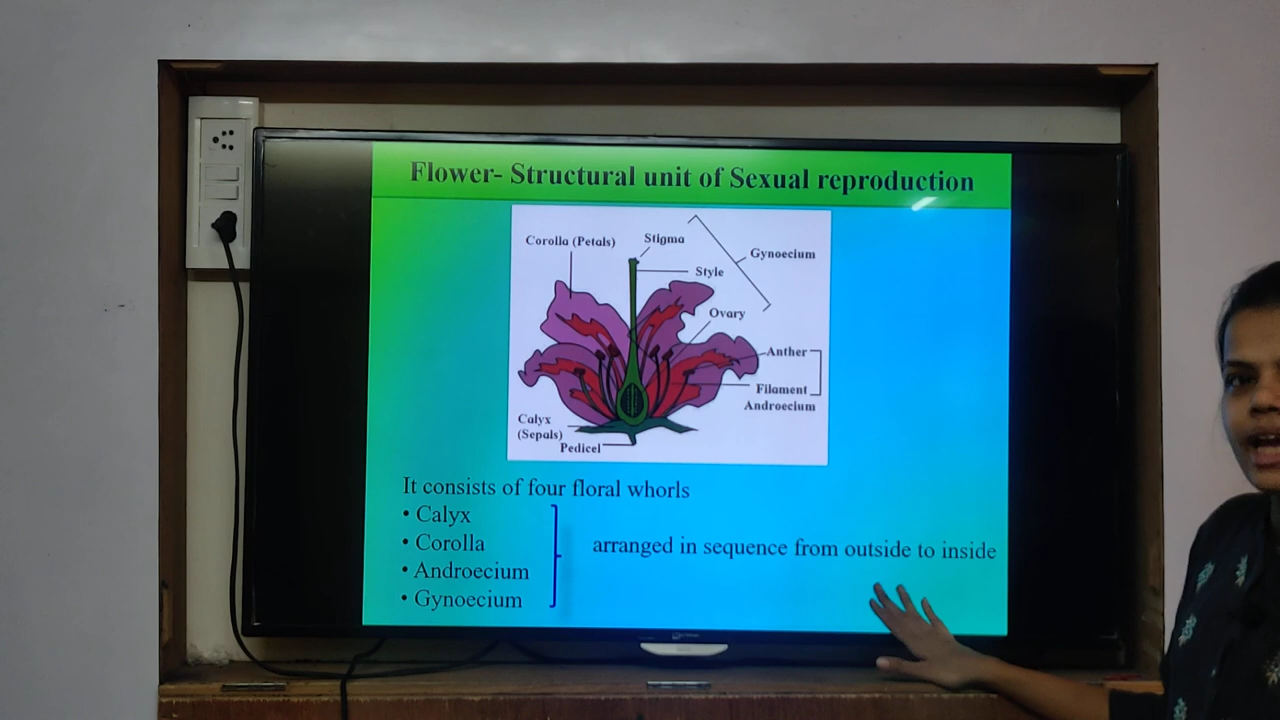 Flower- Structural unit of Sexual reproduction
Corolla (Petals)
Stigma
Gynoecium
Style
Ovary
Anther
Filament
Androecium
Calyx
(Sepals)
Pedicel
It consists of four floral whorls
• Calyx
• Corolla
• Androecium
• Gynoecium
arranged in sequence from outside to inside